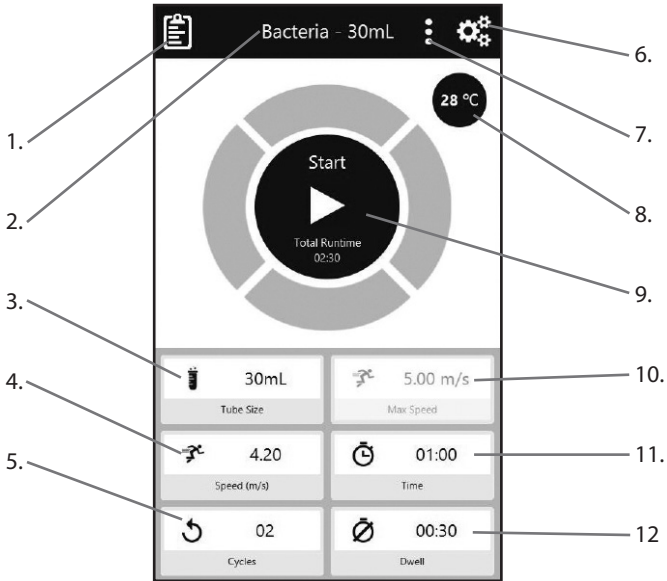 Bacteria - 30mL
6.
28 °C
7.
1.
Start
8.
2.
Total Runtime
02:30
9.
3.
30mL
5.00 m/s
10.
Tube Size
Max Speed
4.
4.20
01:00
11.
Speed (m/s)
Time
5.
02
00:30
12
Cycles
Dwell